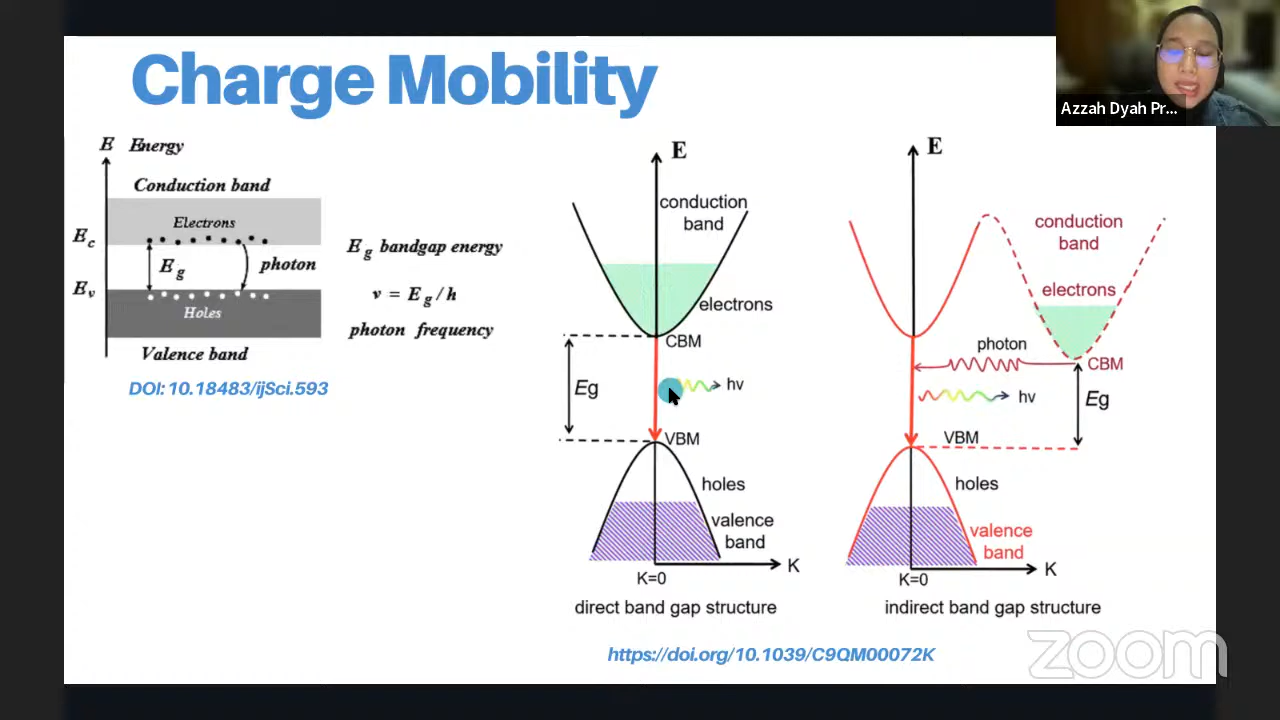 Charge Mobility
Azzah Dyah Pr...
E Energy
Conduction band
Electrons
Ec
Eg
photon
Ev
Holes
Valence band
Eg bandgap energy
v = Eg/h
photon frequency
DOI: 10.18483/ijSci.593
E
conduction
band
electrons
CBM
Eg
hv
VBM
holes
valence
band
K
K=0
direct band gap structure
E
conduction
band
electrons
photon
CBM
hv
Eg
VBM
holes
valence
band
K
K=0
indirect band gap structure
https://doi.org/10.1039/C9QM00072K
zoom